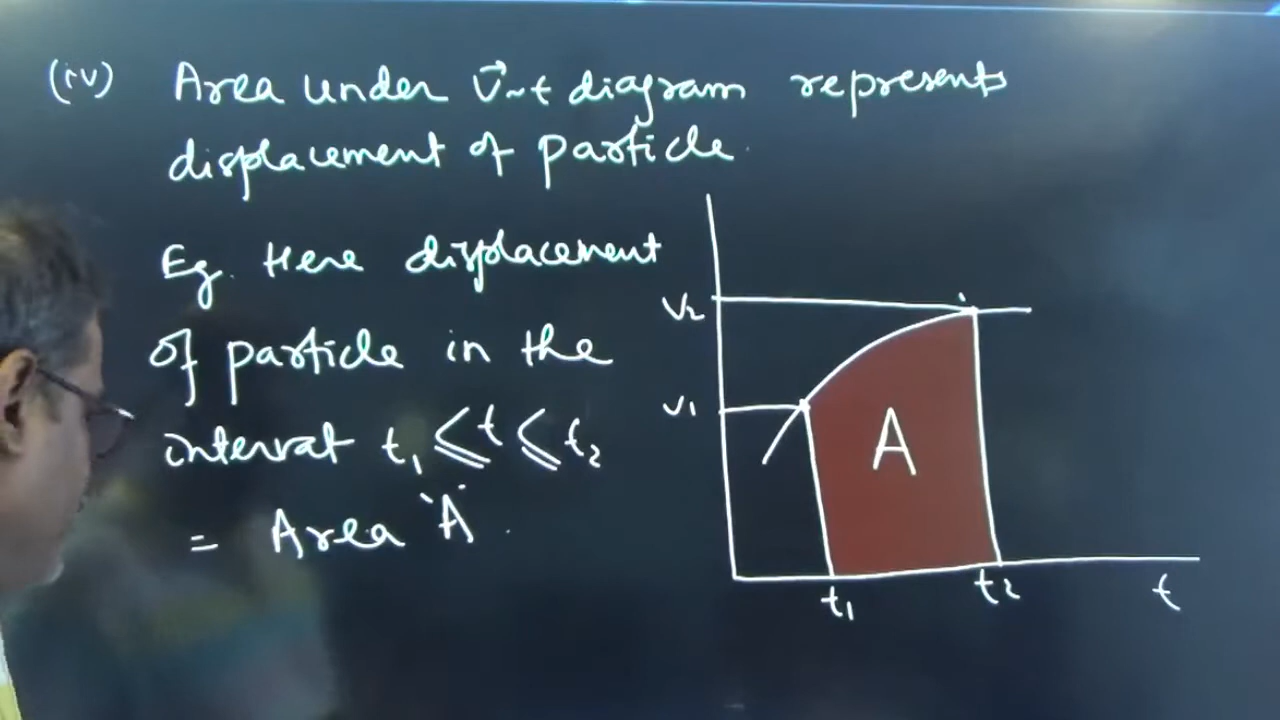 (iv) Area under v⃗~t diagram represents
displacement of particle.
Eg. Here displacement
of particle in the
interval t₁ ⩽ t ⩽ t₂
= Area 'A'.
v₂
v₁
A
t₁
t₂
t